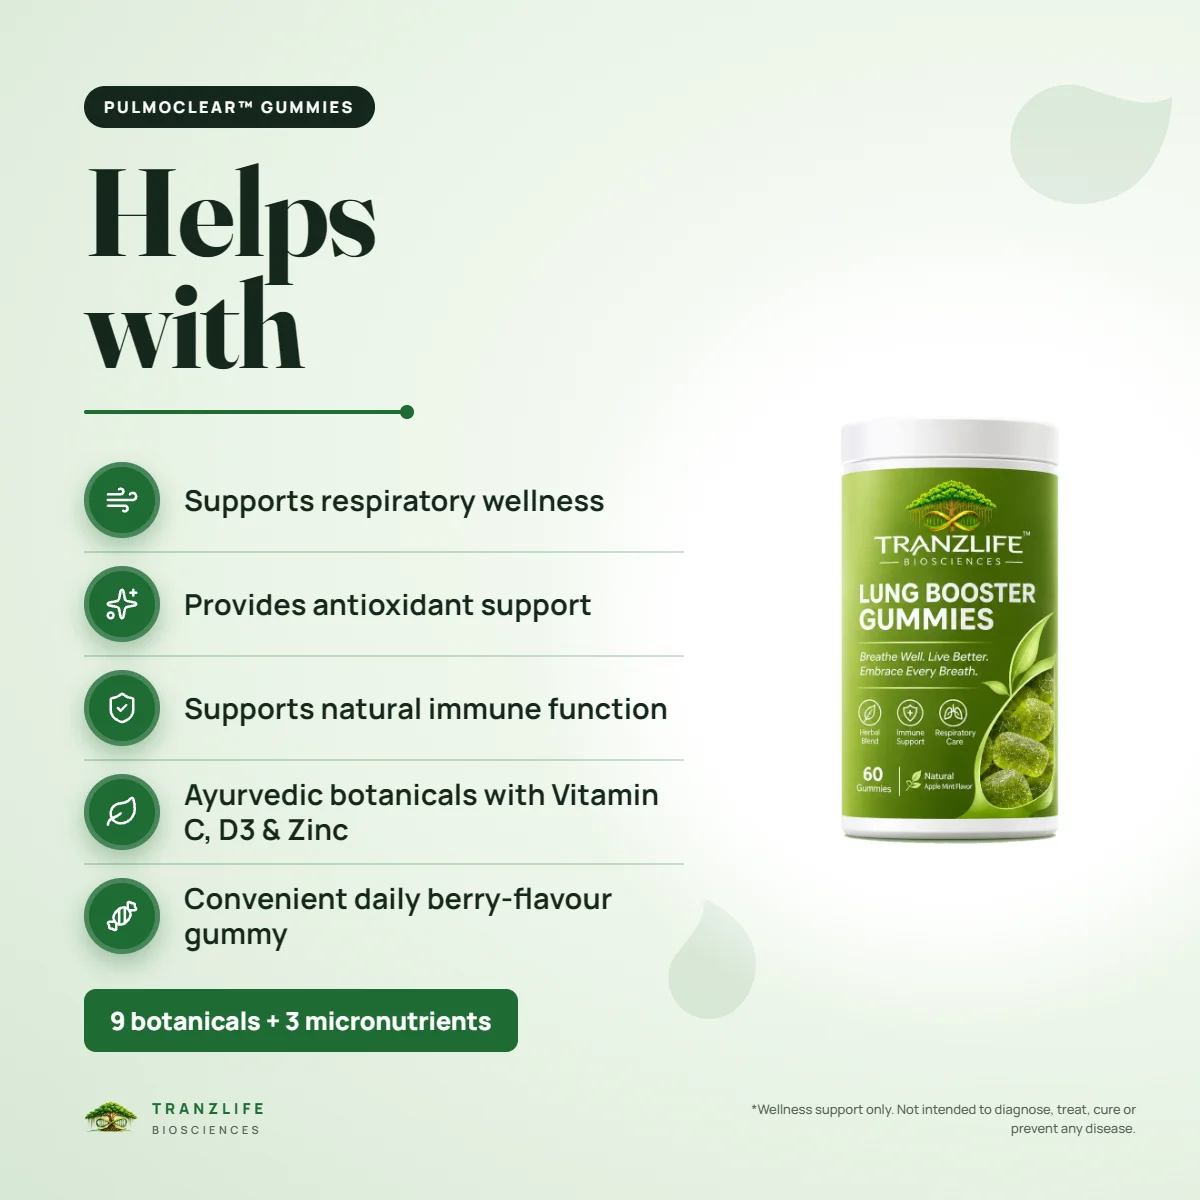 PULMOCLEAR™ GUMMIES
Helps
with
Supports respiratory wellness
Provides antioxidant support
Supports natural immune function
Ayurvedic botanicals with Vitamin
C, D3 & Zinc
Convenient daily berry-flavour
gummy
9 botanicals + 3 micronutrients
TRANZLIFE
BIOSCIENCES
TRANZLIFE™
BIOSCIENCES
LUNG BOOSTER
GUMMIES
Breathe Well. Live Better.
Embrace Every Breath.
Herbal
Blend
Immune
Support
Respiratory
Care
60
Gummies
Natural
Apple Mint Flavor
*Wellness support only. Not intended to diagnose, treat, cure or
prevent any disease.